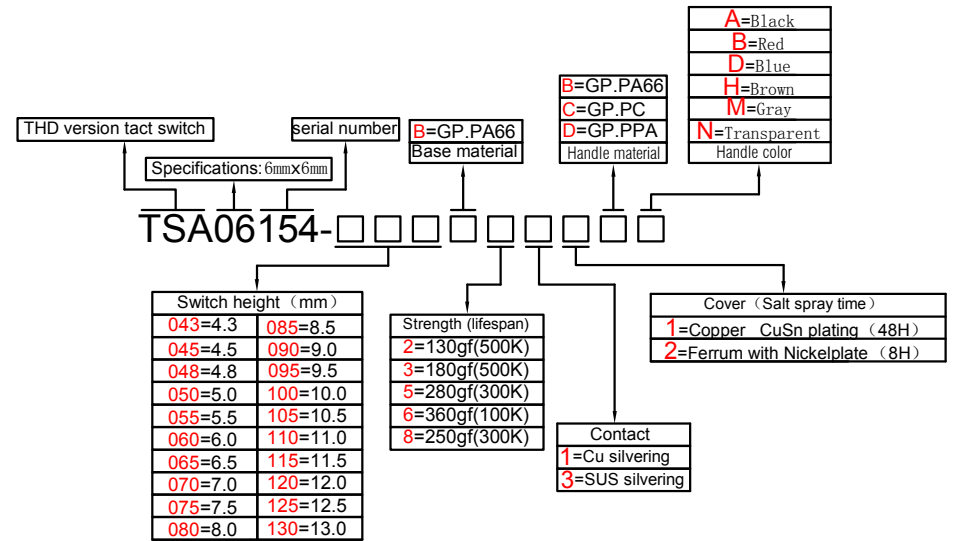 A=Black
B=Red
D=Blue
H=Brown
M=Gray
N=Transparent
Handle color
B=GP.PA66
C=GP.PC
D=GP.PPA
Handle material
THD version tact switch
serial number
B=GP.PA66
Base material
Specifications:6mmx6mm
TSA06154-□□□□□□□□□
Switch height（mm）
043=4.3 085=8.5
045=4.5 090=9.0
048=4.8 095=9.5
050=5.0 100=10.0
055=5.5 105=10.5
060=6.0 110=11.0
065=6.5 115=11.5
070=7.0 120=12.0
075=7.5 125=12.5
080=8.0 130=13.0
Strength (lifespan)
2=130gf(500K)
3=180gf(500K)
5=280gf(300K)
6=360gf(100K)
8=250gf(300K)
Contact
1=Cu silvering
3=SUS silvering
Cover（Salt spray time）
1=Copper CuSn plating（48H）
2=Ferrum with Nickelplate（8H）